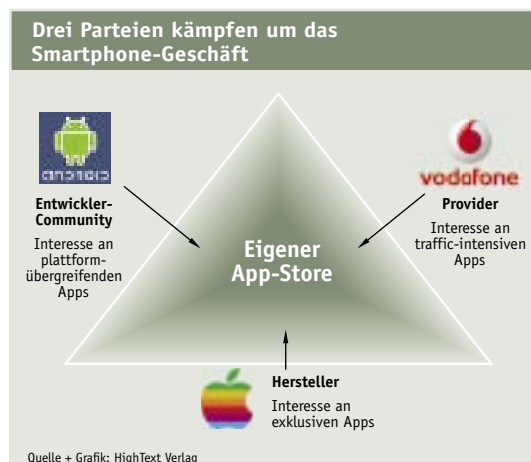 Drei Parteien kämpfen um das
Smartphone-Geschäft
ANDROID
Entwickler-
Community
Interesse an
plattform-
übergreifenden
Apps
vodafone
Provider
Interesse an
traffic-intensiven
Apps
Eigener
App-Store
Hersteller
Interesse an
exklusiven Apps
Quelle + Grafik: HighText Verlag